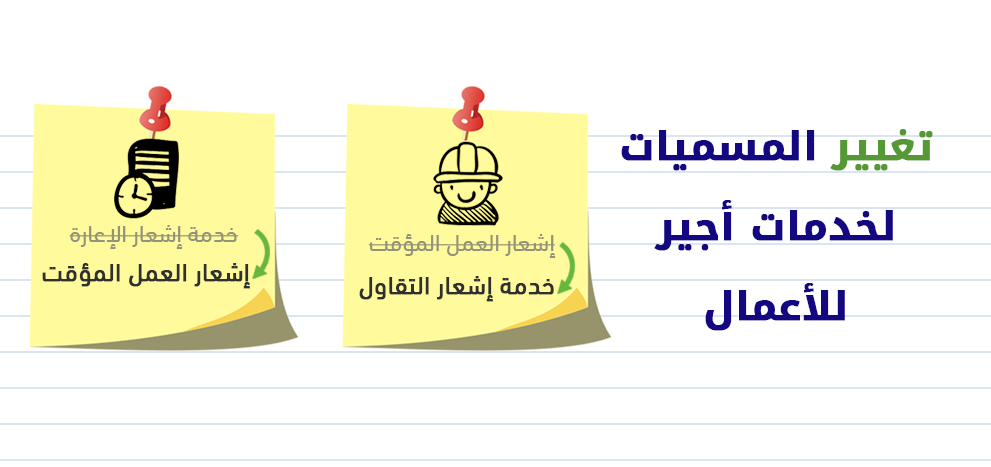 تغيير المسميات
لخدمات أجير
للأعمال
إشعار العمل المؤقت
خدمة إشعار التقاول
خدمة إشعار الإعارة
إشعار العمل المؤقت